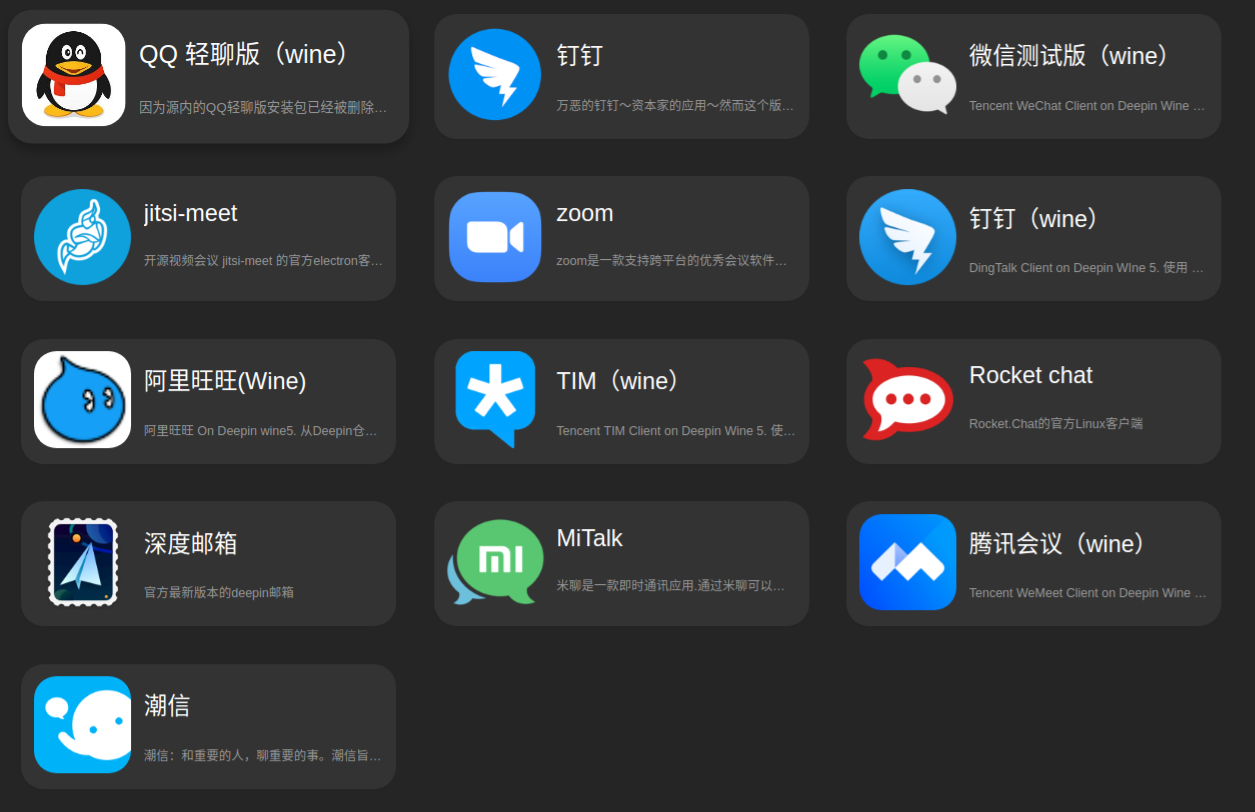 QQ 轻聊版（wine）
因为源内的QQ轻聊版安装包已经被删除…
钉钉
万恶的钉钉～资本家的应用～然而这个版…
微信测试版（wine）
Tencent WeChat Client on Deepin Wine …
jitsi-meet
开源视频会议 jitsi-meet 的官方electron客…
zoom
zoom是一款支持跨平台的优秀会议软件…
钉钉（wine）
DingTalk Client on Deepin WIne 5. 使用 …
阿里旺旺(Wine)
阿里旺旺 On Deepin wine5. 从Deepin仓…
TIM（wine）
Tencent TIM Client on Deepin Wine 5. 使…
Rocket chat
Rocket.Chat的官方Linux客户端
深度邮箱
官方最新版本的deepin邮箱
MI
MiTalk
米聊是一款即时通讯应用.通过米聊可以…
腾讯会议（wine）
Tencent WeMeet Client on Deepin Wine …
潮信
潮信：和重要的人，聊重要的事。潮信旨…